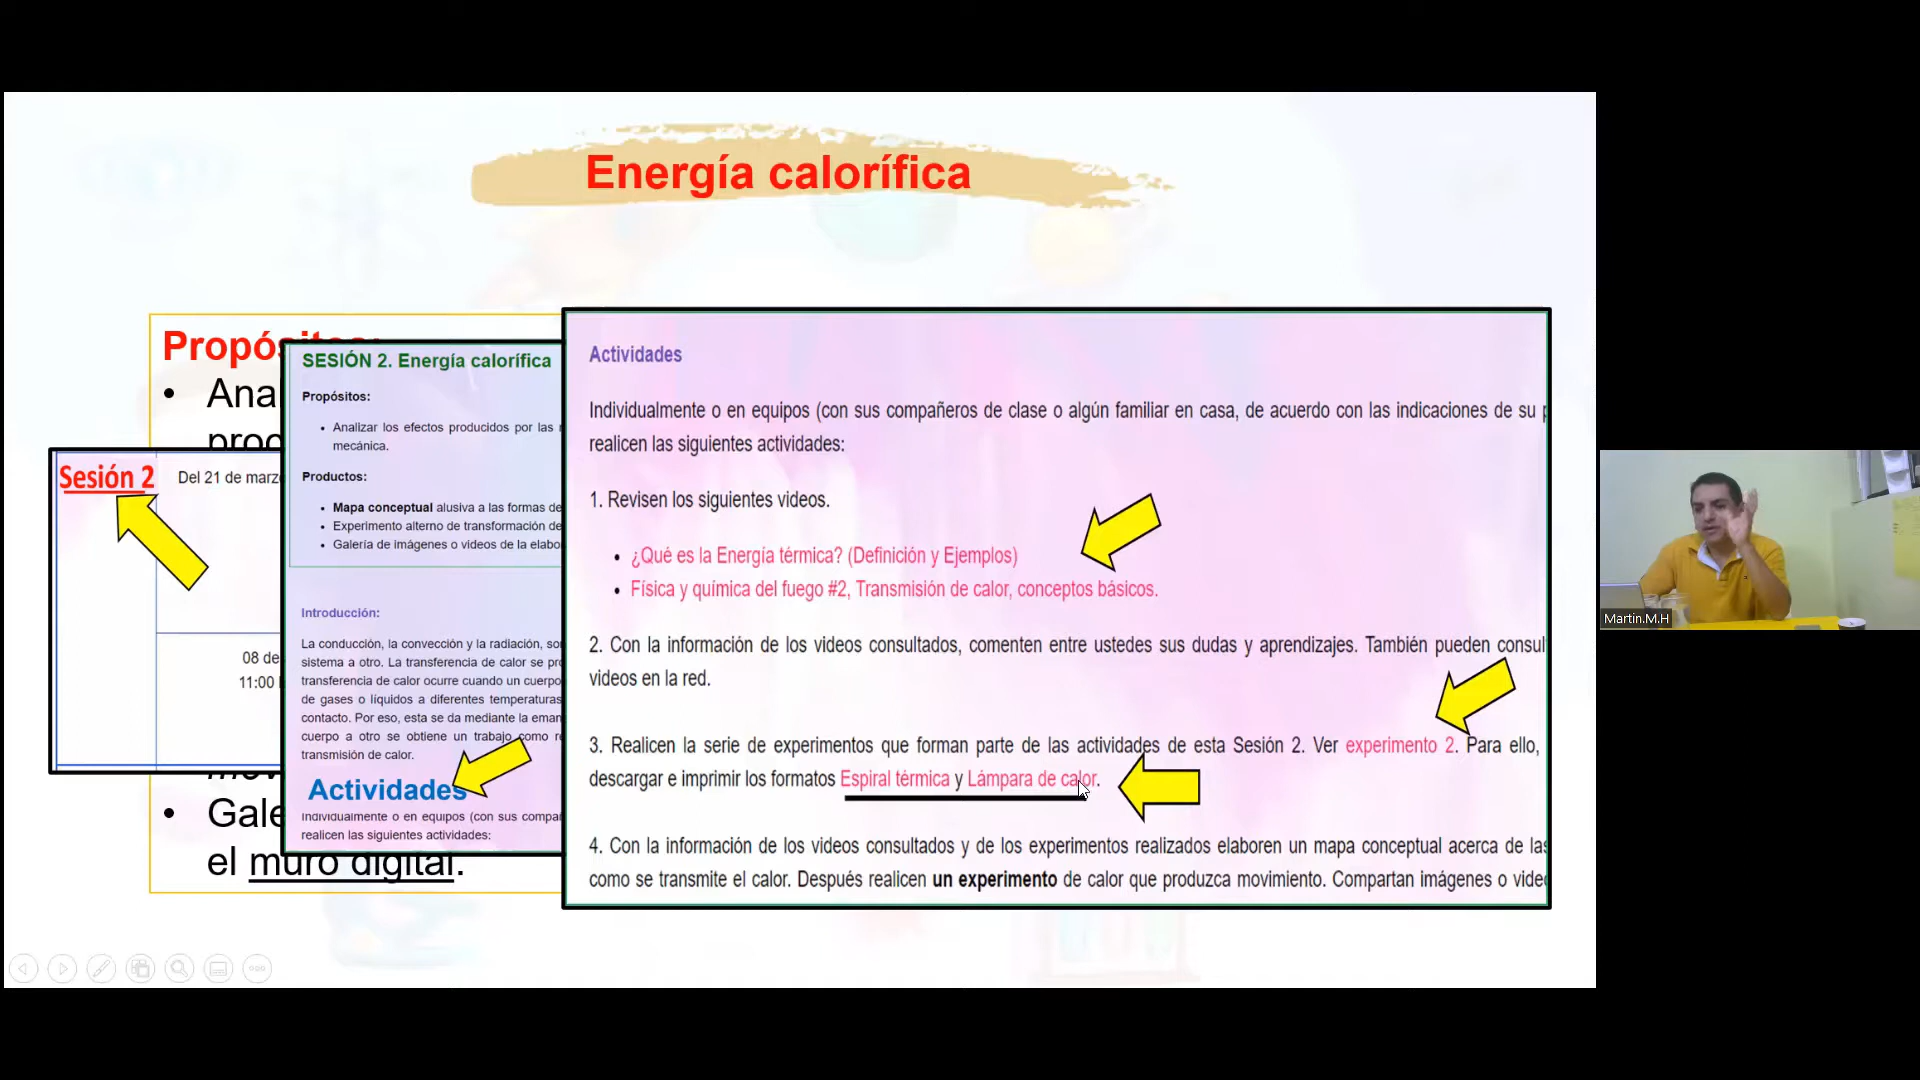 Energía calorífica
Propósitos:
• Ana
proc
• Gale
el muro digital.
Sesión 2
Del 21 de marzo
08 de
11:00
SESIÓN 2. Energía calorífica
Propósitos:
• Analizar los efectos producidos por las
mecánica.
Productos:
• Mapa conceptual alusiva a las formas de
• Experimento alterno de transformación de
• Galería de imágenes o videos de la elabo
Introducción:
La conducción, la convección y la radiación, son
sistema a otro. La transferencia de calor se pro
transferencia de calor ocurre cuando un cuerpo
de gases o líquidos a diferentes temperaturas
contacto. Por eso, esta se da mediante la eman
cuerpo a otro se obtiene un trabajo como re
transmisión de calor.
Actividades
Individualmente o en equipos (con sus compañ
realicen las siguientes actividades:
Actividades
Individualmente o en equipos (con sus compañeros de clase o algún familiar en casa, de acuerdo con las indicaciones de su p
realicen las siguientes actividades:
1. Revisen los siguientes videos.
• ¿Qué es la Energía térmica? (Definición y Ejemplos)
• Física y química del fuego #2, Transmisión de calor, conceptos básicos.
2. Con la información de los videos consultados, comenten entre ustedes sus dudas y aprendizajes. También pueden consul
videos en la red.
3. Realicen la serie de experimentos que forman parte de las actividades de esta Sesión 2. Ver experimento 2. Para ello,
descargar e imprimir los formatos Espiral térmica y Lámpara de calor.
4. Con la información de los videos consultados y de los experimentos realizados elaboren un mapa conceptual acerca de las
como se transmite el calor. Después realicen un experimento de calor que produzca movimiento. Compartan imágenes o video
Martin.M.H